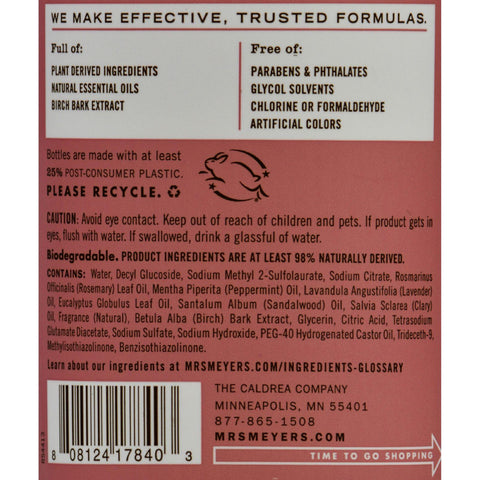 WE MAKE EFFECTIVE, TRUSTED FORMULAS.
Full of:
PLANT DERIVED INGREDIENTS
NATURAL ESSENTIAL OILS
BIRCH BARK EXTRACT
Free of:
PARABENS & PHTHALATES
GLYCOL SOLVENTS
CHLORINE OR FORMALDEHYDE
ARTIFICIAL COLORS
Bottles are made with at least
25% POST-CONSUMER PLASTIC.
PLEASE RECYCLE.
CAUTION: Avoid eye contact. Keep out of reach of children and pets. If product gets in
eyes, flush with water. If swallowed, drink a glassful of water.
Biodegradable. PRODUCT INGREDIENTS ARE AT LEAST 98% NATURALLY DERIVED.
CONTAINS: Water, Decyl Glucoside, Sodium Methyl 2-Sulfolaurate, Sodium Citrate, Rosmarinus
Officinalis (Rosemary) Leaf Oil, Mentha Piperita (Peppermint) Oil, Lavandula Angustifolia (Lavender)
Oil, Eucalyptus Globulus Leaf Oil, Santalum Album (Sandalwood) Oil, Salvia Sclarea (Clary)
Oil, Fragrance (Natural), Betula Alba (Birch) Bark Extract, Glycerin, Citric Acid, Tetrasodium
Glutamate Diacetate, Sodium Sulfate, Sodium Hydroxide, PEG-40 Hydrogenated Castor Oil, Trideceth-9,
Methylisothiazolinone, Benzisothiazolinone.
Learn about our ingredients at MRSMEYERS.COM/INGREDIENTS-GLOSSARY
THE CALDREA COMPANY
MINNEAPOLIS, MN 55401
877-865-1508
MRSMEYERS.COM
TIME TO GO SHOPPING
8 08124 17840 3